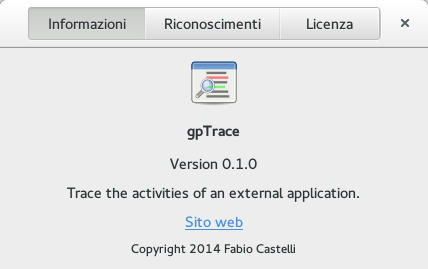 Informazioni Riconoscimenti Licenza ×
gpTrace
Version 0.1.0
Trace the activities of an external application.
Sito web
Copyright 2014 Fabio Castelli